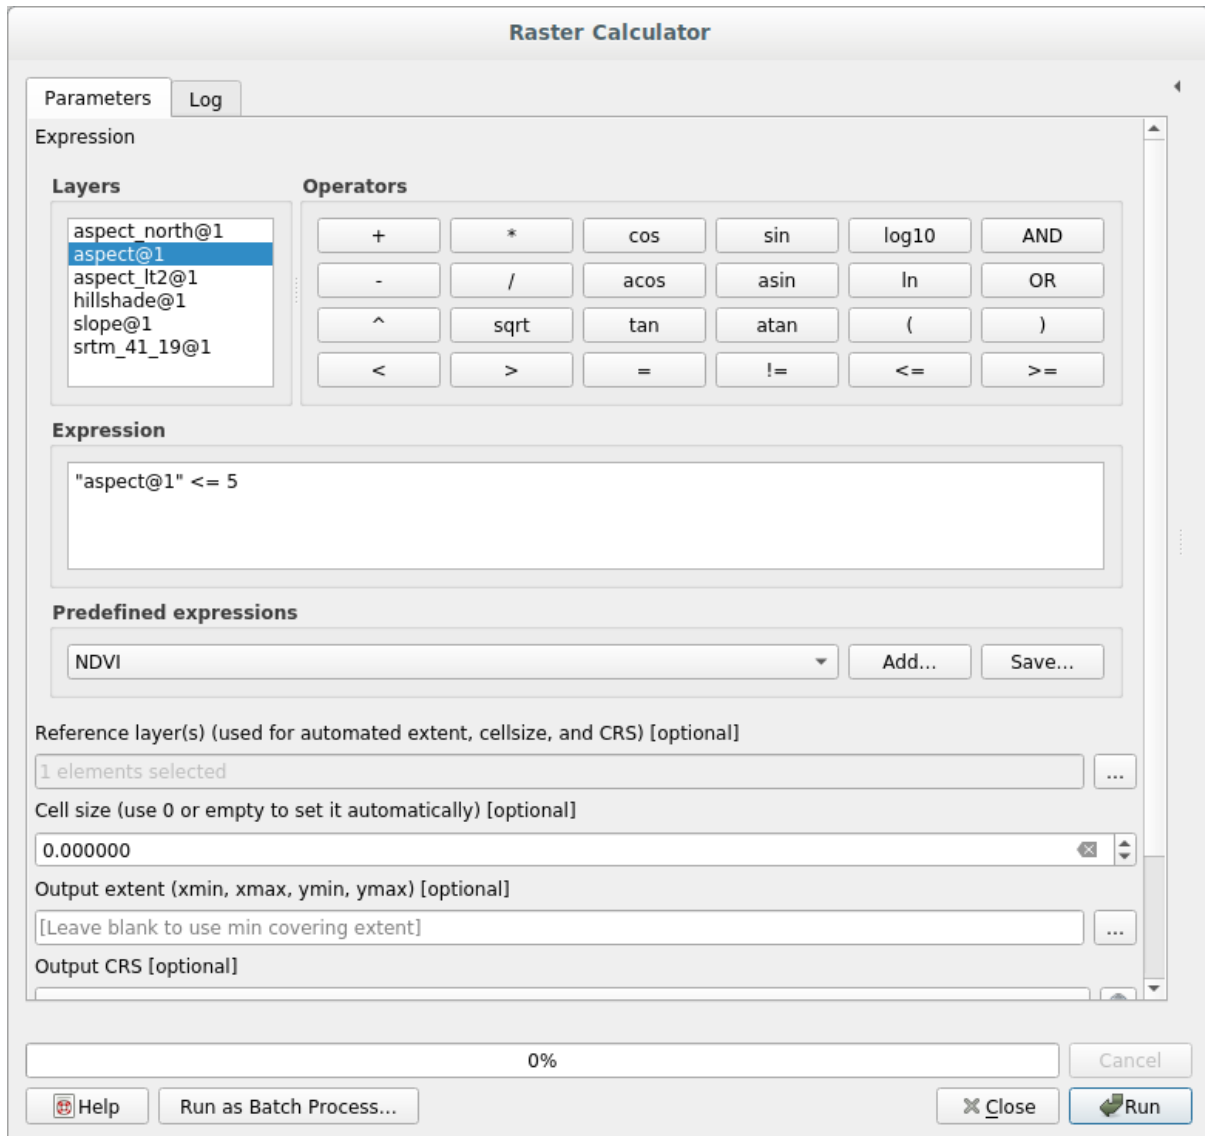 Raster Calculator
Parameters
Log
Expression
Layers
Operators
aspect_north@1
aspect@1
aspect_lt2@1
hillshade@1
slope@1
srtm_41_19@1
+ * cos sin log10 AND
- / acos asin ln OR
^ sqrt tan atan ( )
< > = != <= >=
Expression
"aspect@1" <= 5
Predefined expressions
NDVI
Add...
Save...
Reference layer(s) (used for automated extent, cellsize, and CRS) [optional]
1 elements selected
...
Cell size (use 0 or empty to set it automatically) [optional]
0.000000
Output extent (xmin, xmax, ymin, ymax) [optional]
[Leave blank to use min covering extent]
...
Output CRS [optional]
0%
Cancel
Help
Run as Batch Process...
Close
Run